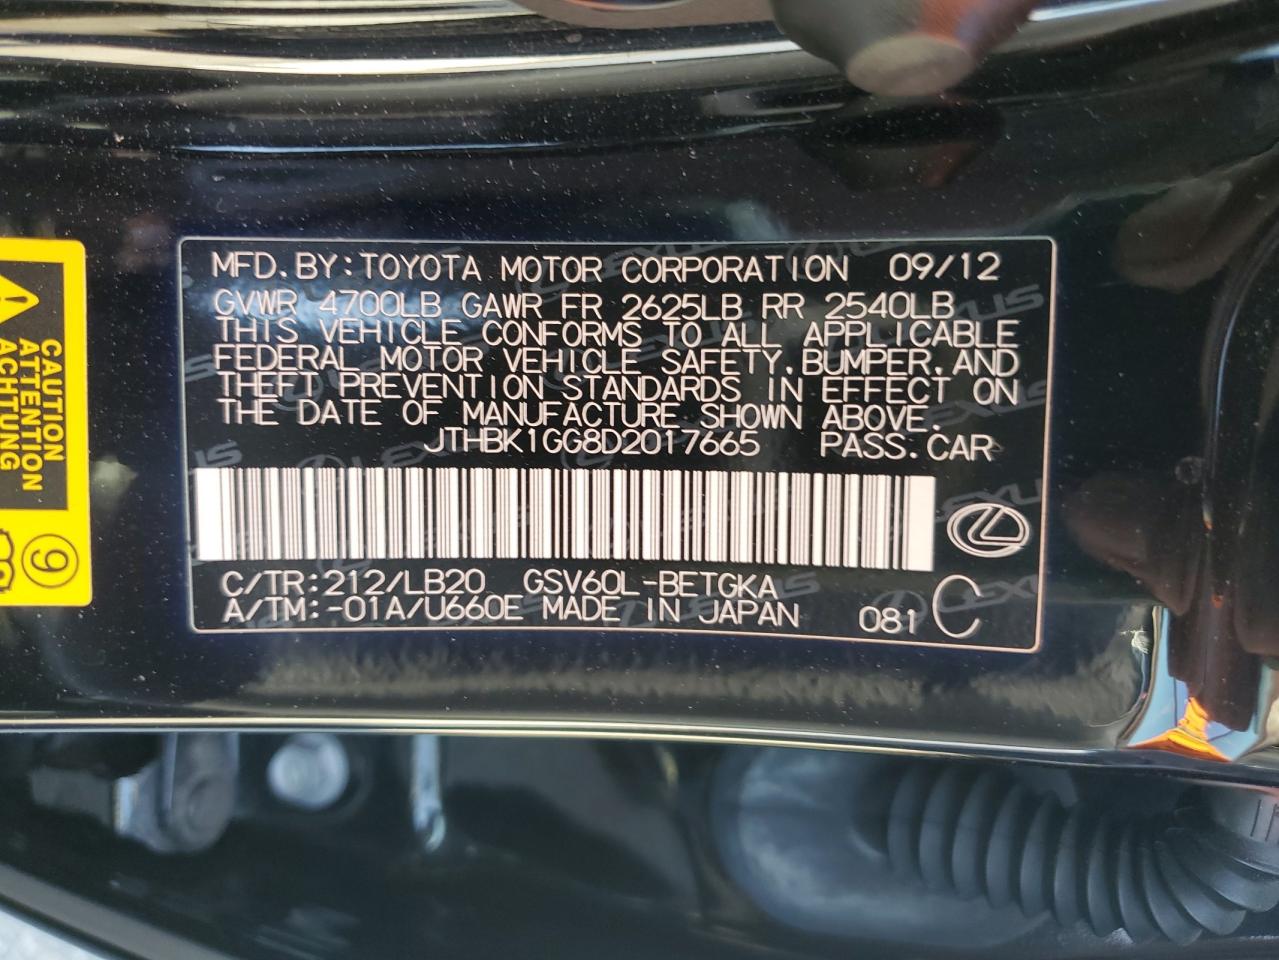 MFD.BY:TOYOTA MOTOR CORPORATION 09/12
GVWR 4700LB GAWR FR 2625LB RR 2540LB
THIS VEHICLE CONFORMS TO ALL APPLICABLE
FEDERAL MOTOR VEHICLE SAFETY,BUMPER,AND
THEFT PREVENTION STANDARDS IN EFFECT ON
THE DATE OF MANUFACTURE SHOWN ABOVE.
JTHBK1GG8D2017665 PASS.CAR
C/TR:212/LB20 GSV60L-BETGKA
A/TM:-01A/U660E MADE IN JAPAN 081 C
CAUTION
ATTENTION
ACHTUNG
9
LEXUS